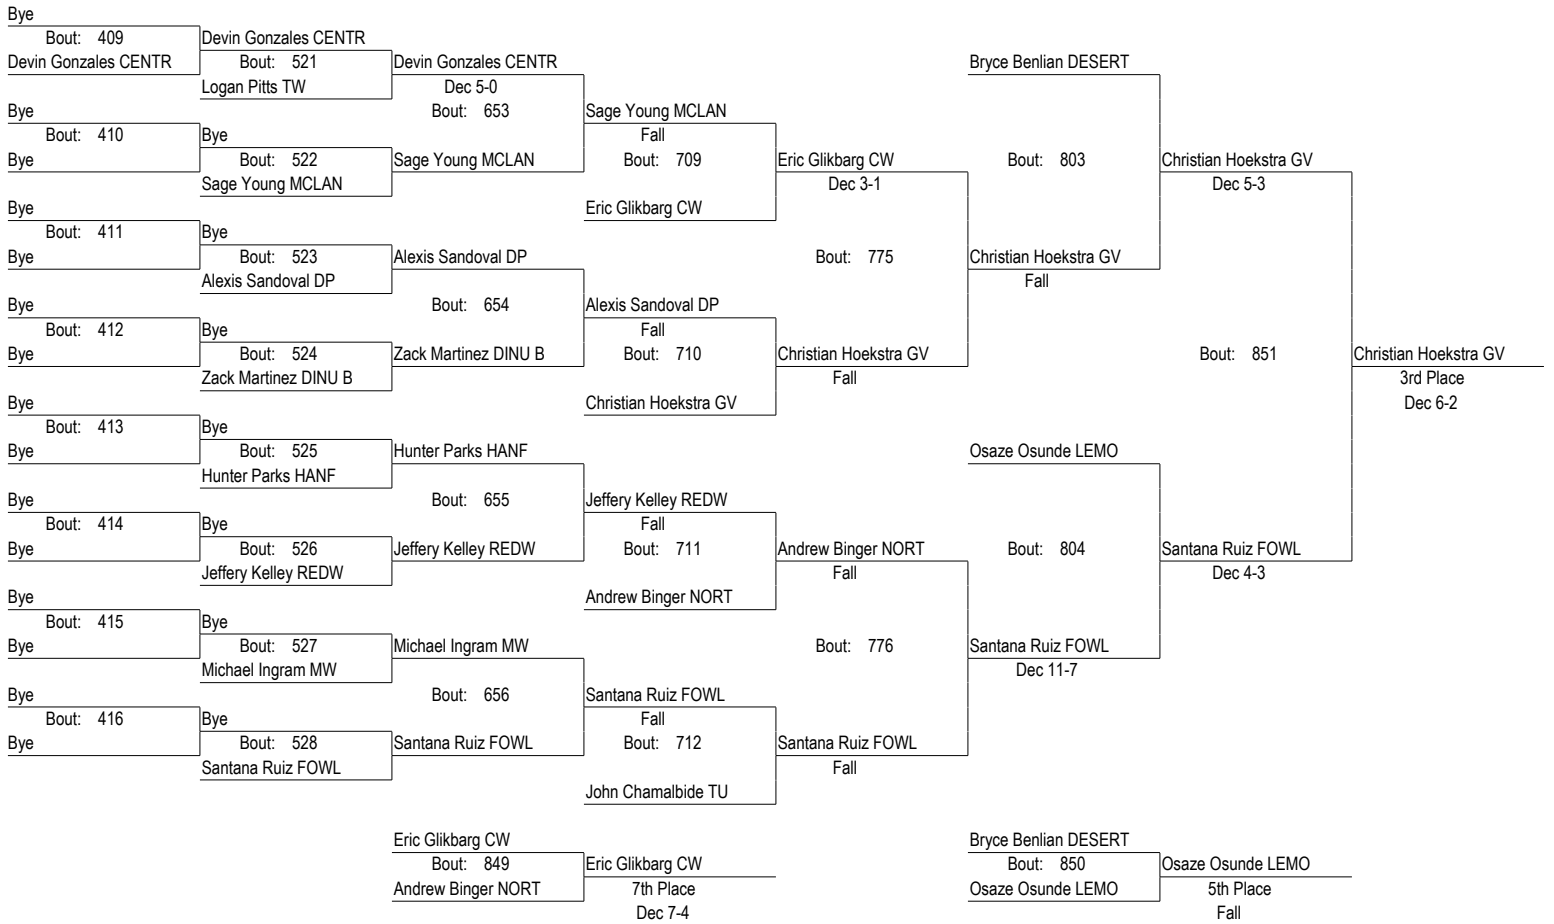 Bye
Bout: 409 Devin Gonzales CENTR
Devin Gonzales CENTR Bout: 521 Devin Gonzales CENTR Bryce Benlian DESERT
Logan Pitts TW Dec 5-0
Bye Bout: 653 Sage Young MCLAN
Bout: 410 Bye Fall
Bye Bout: 522 Sage Young MCLAN Bout: 709 Eric Glikbarg CW Bout: 803 Christian Hoekstra GV
Sage Young MCLAN Dec 3-1 Dec 5-3
Bye Eric Glikbarg CW
Bout: 411 Bye
Bye Bout: 523 Alexis Sandoval DP Bout: 775 Christian Hoekstra GV
Alexis Sandoval DP Fall
Bye Bout: 654 Alexis Sandoval DP
Bout: 412 Bye Fall
Bye Bout: 524 Zack Martinez DINU B Bout: 710 Christian Hoekstra GV Bout: 851 Christian Hoekstra GV
Zack Martinez DINU B Fall 3rd Place
Bye Christian Hoekstra GV Dec 6-2
Bout: 413 Bye
Bye Bout: 525 Hunter Parks HANF Osaze Osunde LEMO
Hunter Parks HANF
Bye Bout: 655 Jeffery Kelley REDW
Bout: 414 Bye Fall
Bye Bout: 526 Jeffery Kelley REDW Bout: 711 Andrew Binger NORT Bout: 804 Santana Ruiz FOWL
Jeffery Kelley REDW Fall Dec 4-3
Bye Andrew Binger NORT
Bout: 415 Bye
Bye Bout: 527 Michael Ingram MW Bout: 776 Santana Ruiz FOWL
Michael Ingram MW Dec 11-7
Bye Bout: 656 Santana Ruiz FOWL
Bout: 416 Bye Fall
Bye Bout: 528 Santana Ruiz FOWL Bout: 712 Santana Ruiz FOWL
Santana Ruiz FOWL Fall
John Chamalbide TU
Eric Glikbarg CW Bryce Benlian DESERT
Bout: 849 Eric Glikbarg CW Bout: 850 Osaze Osunde LEMO
Andrew Binger NORT 7th Place Osaze Osunde LEMO 5th Place
Dec 7-4 Fall